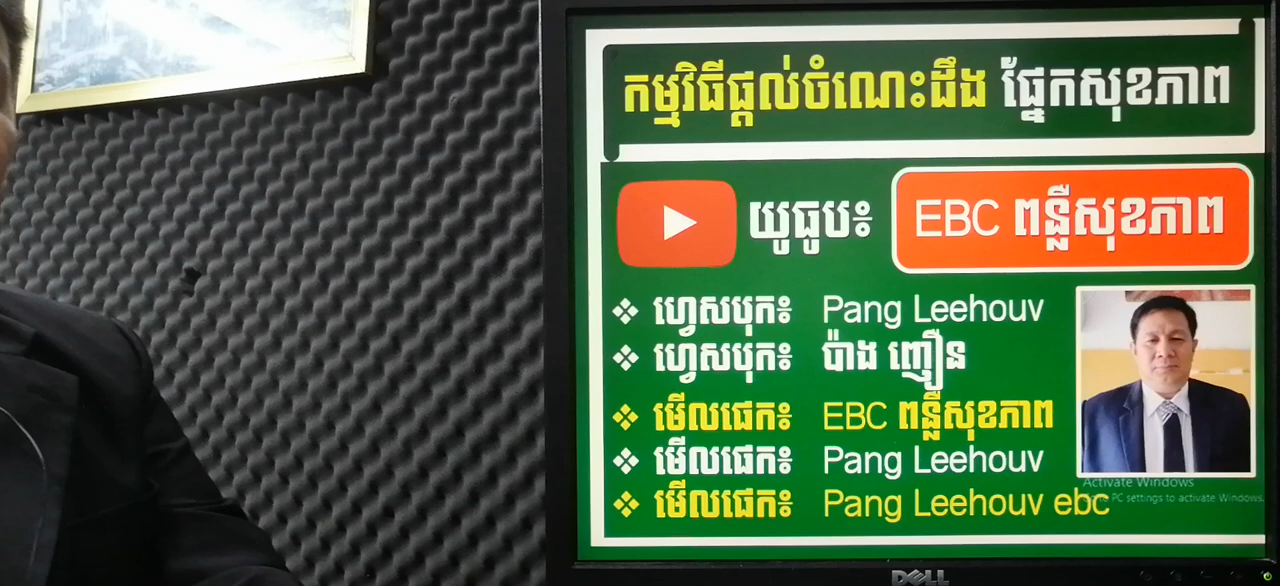 កម្មវិធីផ្តល់ចំណេះដឹង ផ្នែកសុខភាព
យូធូប៖ EBC ពន្លឺសុខភាព
❖ ហ្វេសបុក៖ Pang Leehouv
❖ ហ្វេសបុក៖ ប៉ាង ញឿន
❖ មើលផេក៖ EBC ពន្លឺសុខភាព
❖ មើលផេក៖ Pang Leehouv
❖ មើលផេក៖ Pang Leehouv ebc
Activate Windows
Go to PC settings to activate Windows.
DELL